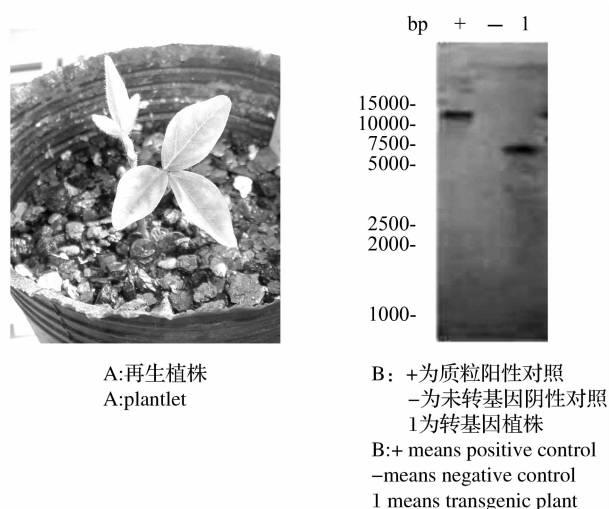 bp + − 1
15000-
10000-
7500-
5000-
2500-
2000-
1000-
A:再生植株
A:plantlet
B：+为质粒阳性对照
−为未转基因阴性对照
1为转基因植株
B:+ means positive control
−means negative control
1 means transgenic plant